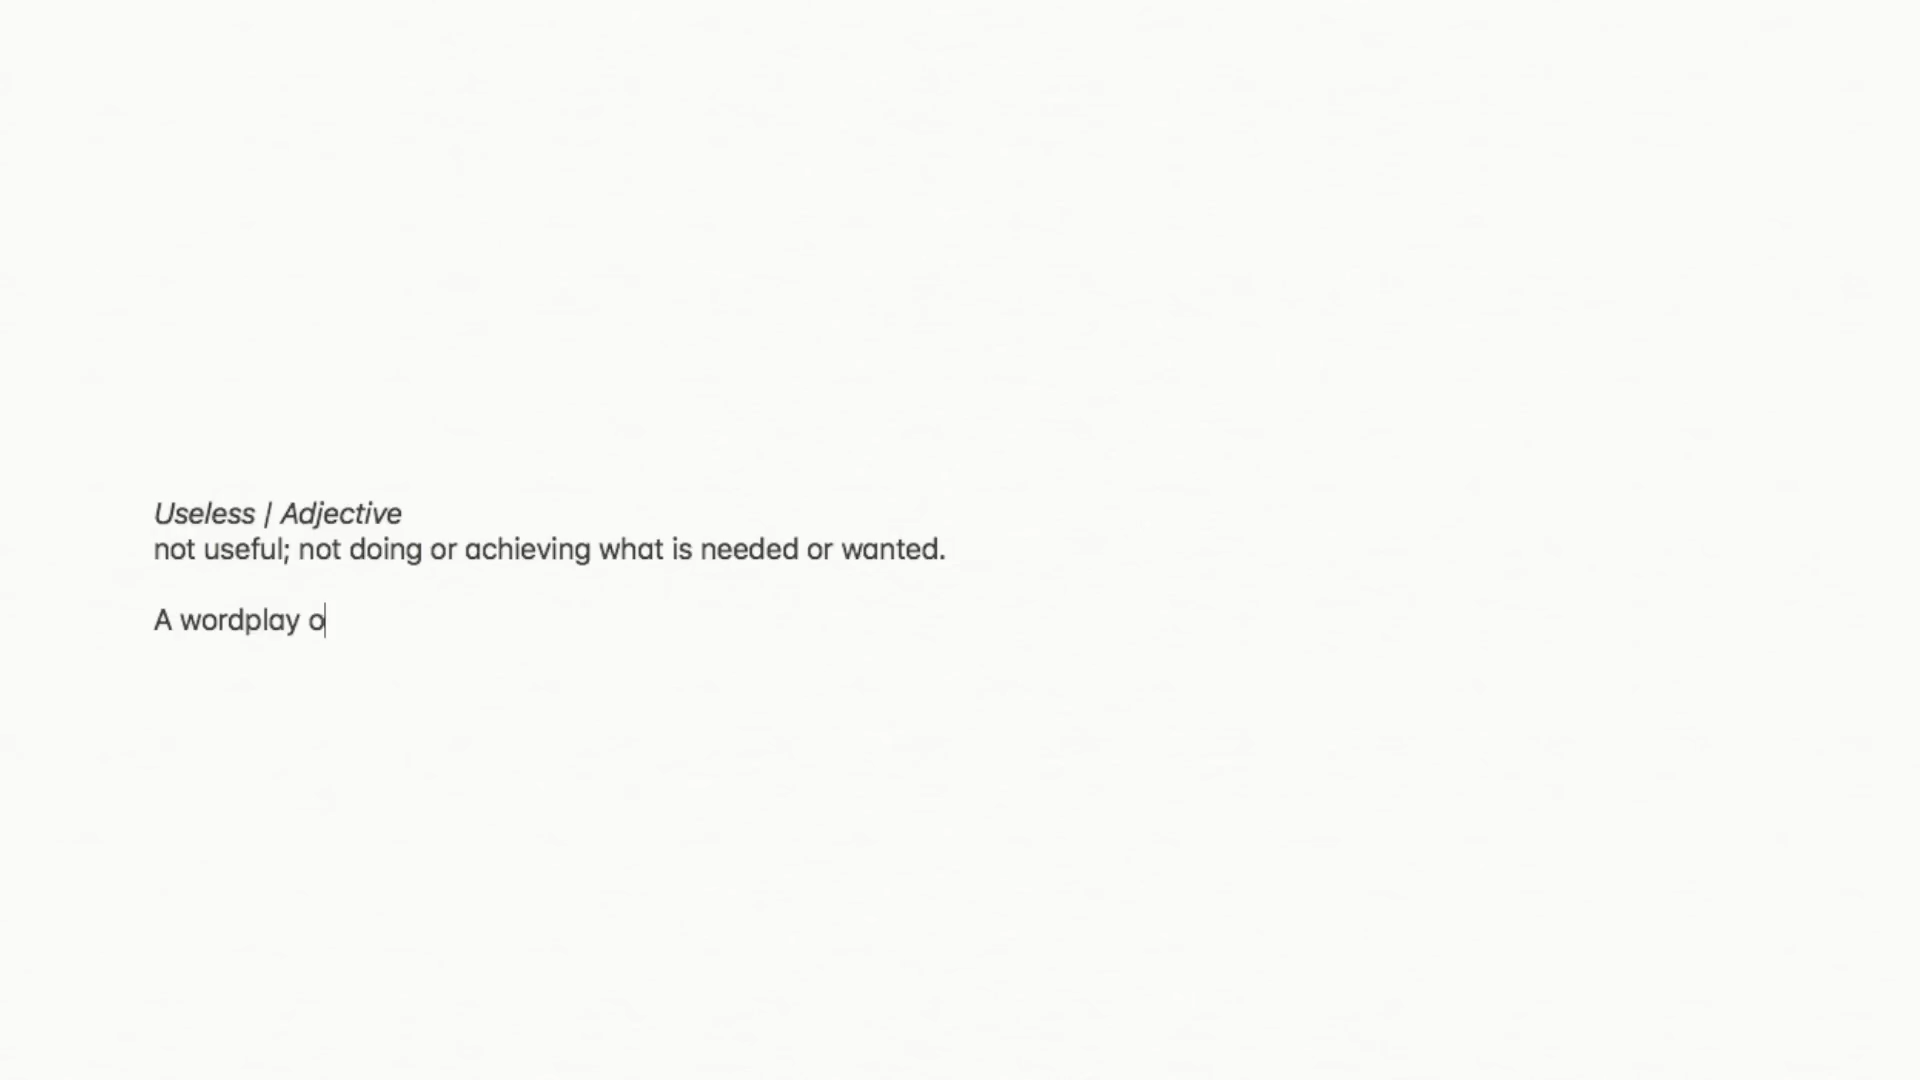 Useless | Adjective
not useful; not doing or achieving what is needed or wanted.
A wordplay o